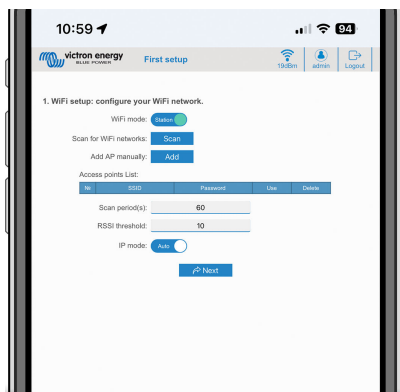 10:59
94
victron energy
BLUE POWER
First setup
19dBm
admin
Logout
1. WiFi setup: configure your WiFi network.
WiFi mode: Station
Scan for WiFi networks: Scan
Add AP manually: Add
Access points List:
№ SSID Password Use Delete
Scan period(s): 60
RSSI threshold: 10
IP mode: Auto
Next